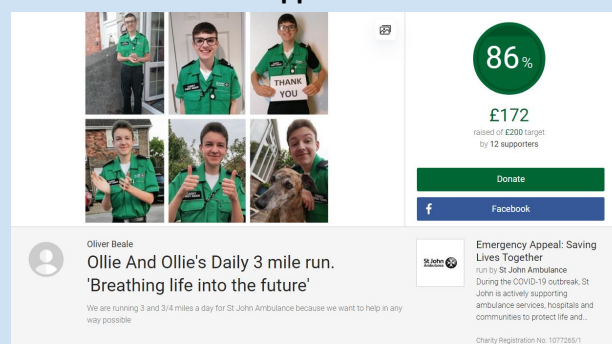 THANK
YOU
86%
£172
raised of £200 target
by 12 supporters
Donate
Facebook
Oliver Beale
Ollie And Ollie's Daily 3 mile run.
'Breathing life into the future'
We are running 3 and 3/4 miles a day for St John Ambulance because we want to help in any
way possible
St John
Ambulance
Emergency Appeal: Saving
Lives Together
run by St John Ambulance
During the COVID-19 outbreak, St
John is actively supporting
ambulance services, hospitals and
communities to protect life and...
Charity Registration No. 1077265/1